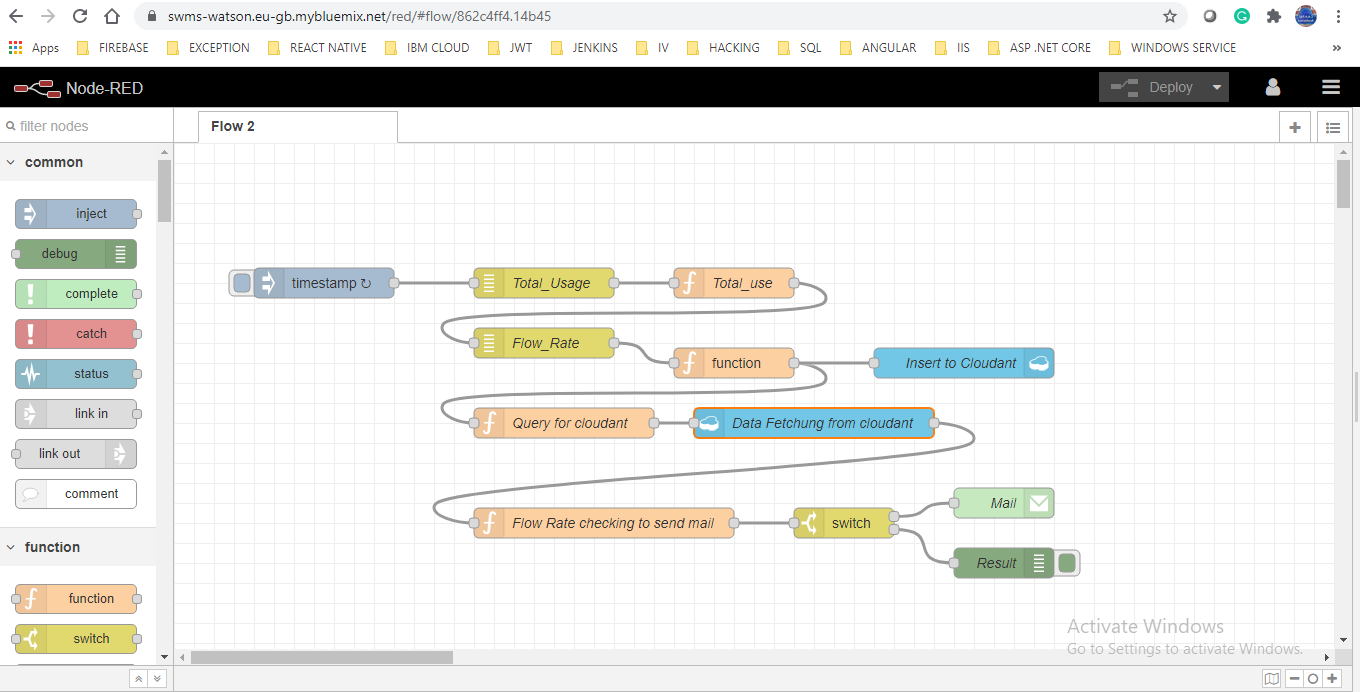 swms-watson.eu-gb.mybluemix.net/red/#flow/862c4ff4.14b45
Apps FIREBASE EXCEPTION REACT NATIVE IBM CLOUD JWT JENKINS IV HACKING SQL ANGULAR IIS ASP .NET CORE WINDOWS SERVICE »
Node-RED Deploy
filter nodes Flow 2
common
inject
debug
complete
catch
status
link in
link out
comment
function
function
switch
timestamp ↻ Total_Usage Total_use
Flow_Rate function Insert to Cloudant
Query for cloudant Data Fetchung from cloudant
Flow Rate checking to send mail switch Mail
Result
Activate Windows
Go to Settings to activate Windows.